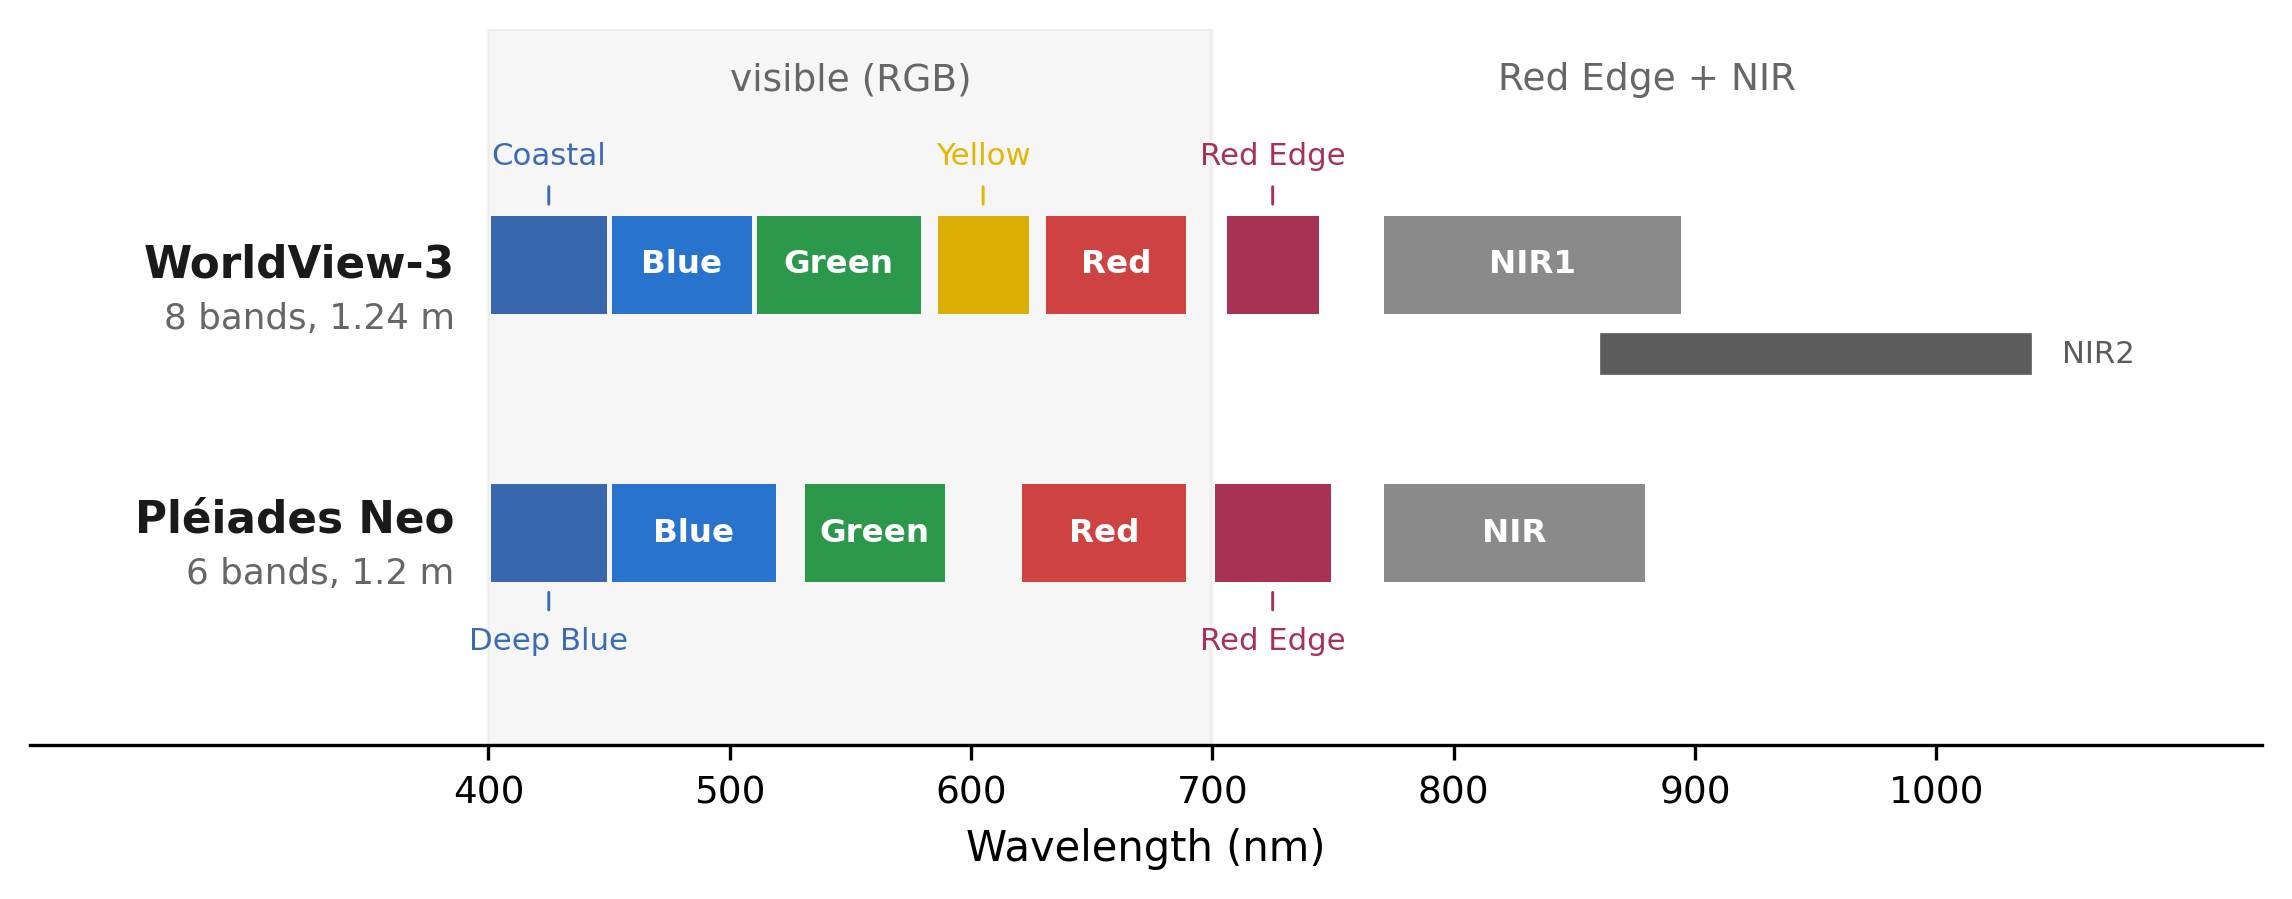 visible (RGB)
Red Edge + NIR
Coastal
Yellow
Red Edge
WorldView-3
8 bands, 1.24 m
Blue
Green
Red
NIR1
NIR2
Pléiades Neo
6 bands, 1.2 m
Blue
Green
Red
NIR
Deep Blue
Red Edge
400 500 600 700 800 900 1000
Wavelength (nm)